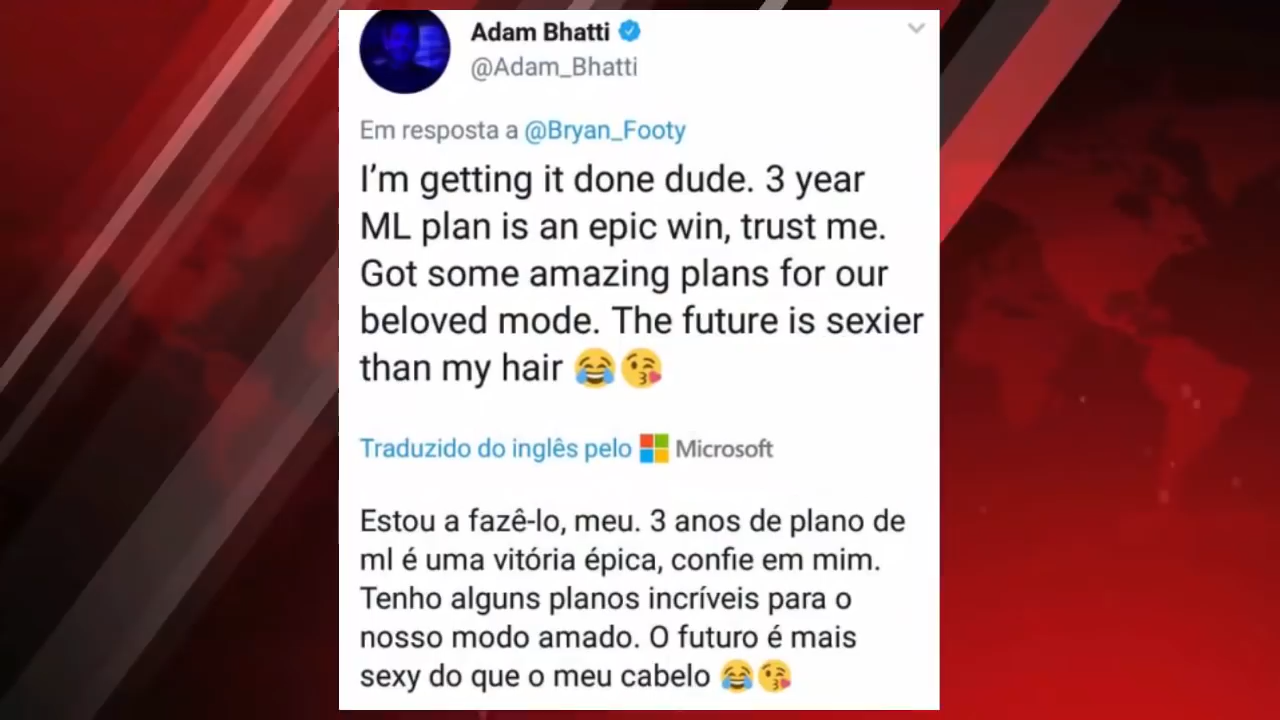 Adam Bhatti
@Adam_Bhatti
Em resposta a @Bryan_Footy
I’m getting it done dude. 3 year
ML plan is an epic win, trust me.
Got some amazing plans for our
beloved mode. The future is sexier
than my hair 😂😘
Traduzido do inglês pelo Microsoft
Estou a fazê-lo, meu. 3 anos de plano de
ml é uma vitória épica, confie em mim.
Tenho alguns planos incríveis para o
nosso modo amado. O futuro é mais
sexy do que o meu cabelo 😂😘